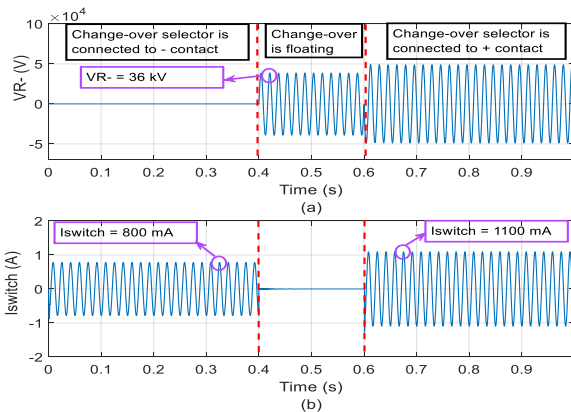 10 × 10⁴
Change-over selector is
connected to - contact
Change-over
is floating
Change-over selector is
connected to + contact
VR- = 36 kV
VR- (V)
5
0
-5
0 0.1 0.2 0.3 0.4 0.5 0.6 0.7 0.8 0.9
Time (s)
(a)
2
Iswitch = 800 mA
Iswitch = 1100 mA
Iswitch (A)
1
0
-1
-2
0 0.1 0.2 0.3 0.4 0.5 0.6 0.7 0.8 0.9
Time (s)
(b)